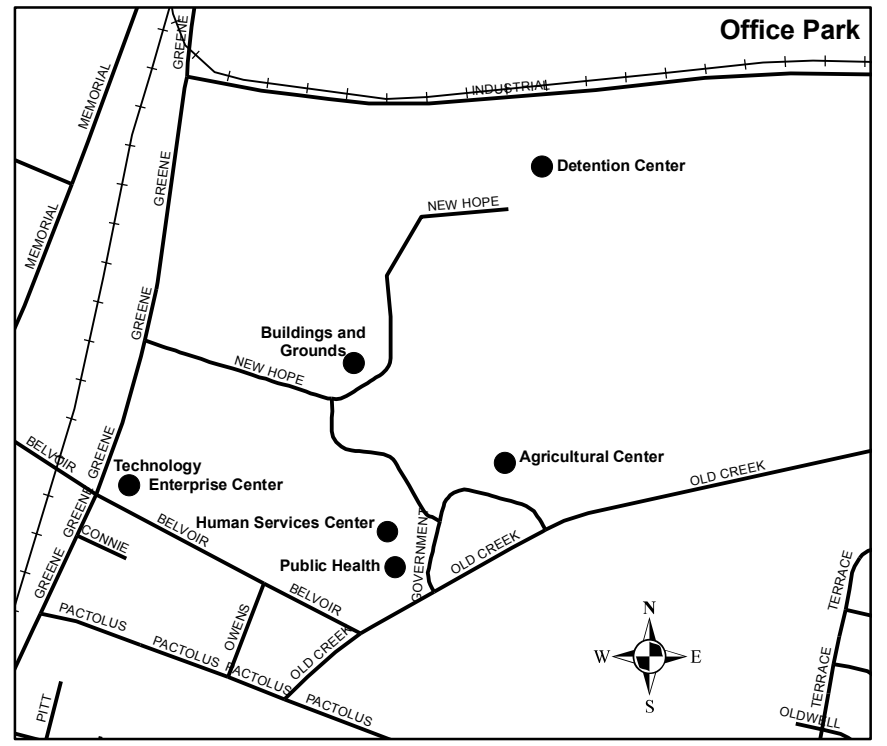 Office Park
GREENE
MEMORIAL
INDUSTRIAL
GREENE
Detention Center
NEW HOPE
MEMORIAL
GREENE
Buildings and
Grounds
NEW HOPE
BELVOIR
GREENE
Technology
Enterprise Center
Agricultural Center
OLD CREEK
GREENE
BELVOIR
Human Services Center
CONNIE
GOVERNMENT
OLD CREEK
Public Health
GREENE
BELVOIR
TERRACE
PACTOLUS
OWENS
N
PACTOLUS
OLD CREEK
W
E
PACTOLUS
TERRACE
S
PITT
PACTOLUS
OLDWELL